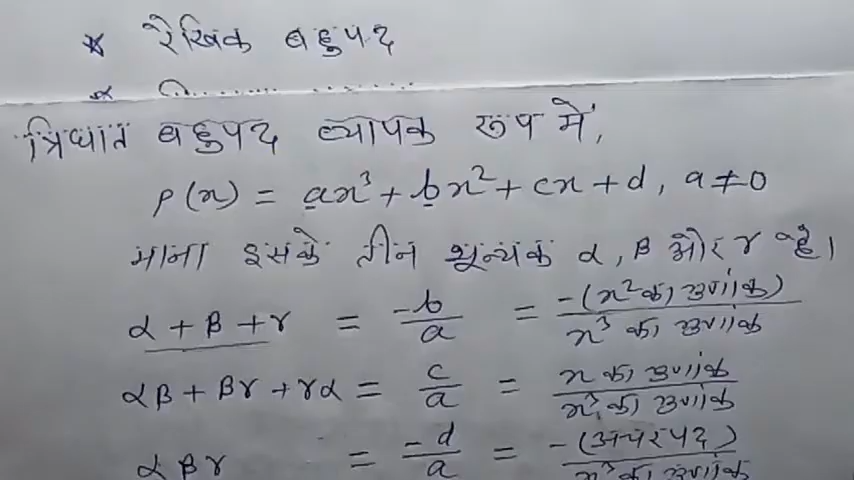 * रैखिक बहुपद
त्रिघात बहुपद व्यापक रूप में,
p(x) = ax³ + bx² + cx + d, a ≠ 0
माना इसके तीन शून्यक α, β और γ है।
α + β + γ = -b/a = -(x² का गुणांक)/x³ का गुणांक
αβ + βγ + γα = c/a = x का गुणांक/x³ का गुणांक
αβγ = -d/a = -(अचर पद)/x³ का गुणांक